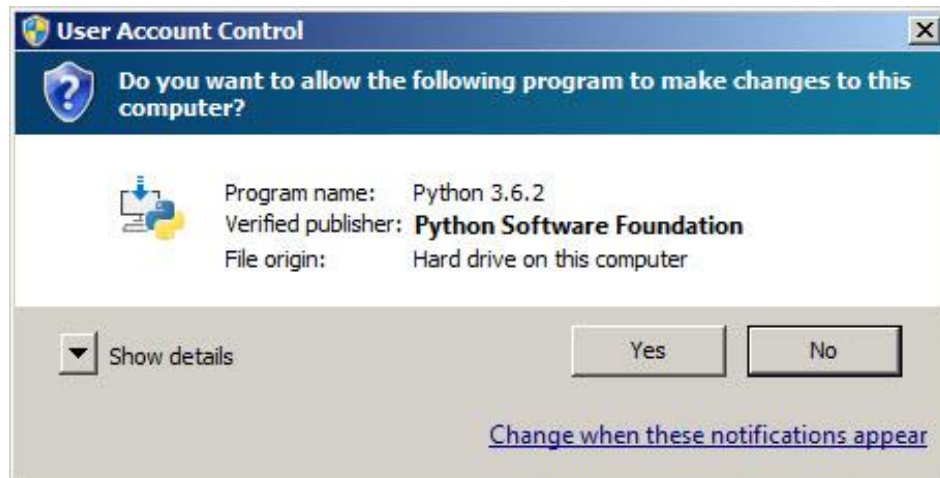 User Account Control
Do you want to allow the following program to make changes to this
computer?
Program name: Python 3.6.2
Verified publisher: Python Software Foundation
File origin: Hard drive on this computer
Show details
Yes
No
Change when these notifications appear